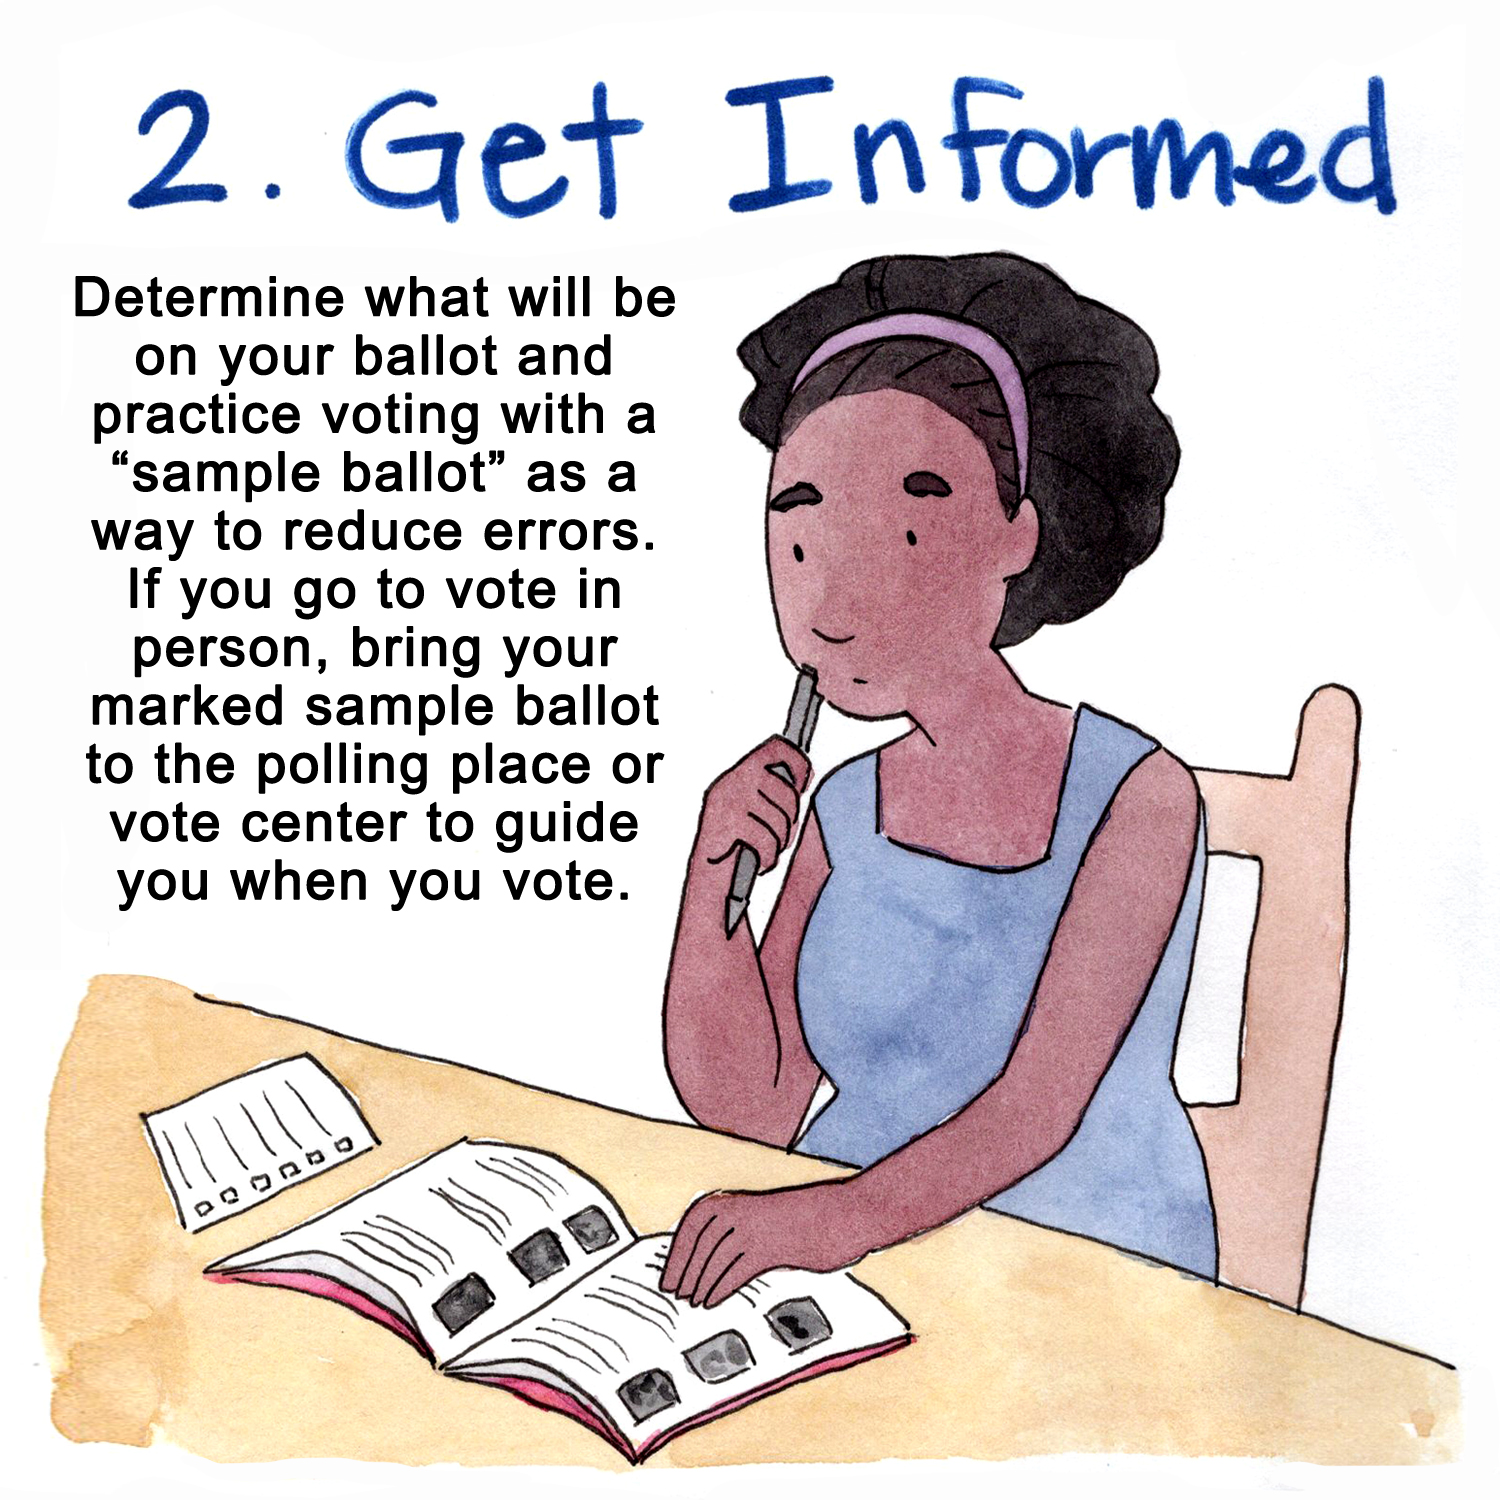 2. Get Informed
Determine what will be
on your ballot and
practice voting with a
“sample ballot” as a
way to reduce errors.
If you go to vote in
person, bring your
marked sample ballot
to the polling place or
vote center to guide
you when you vote.